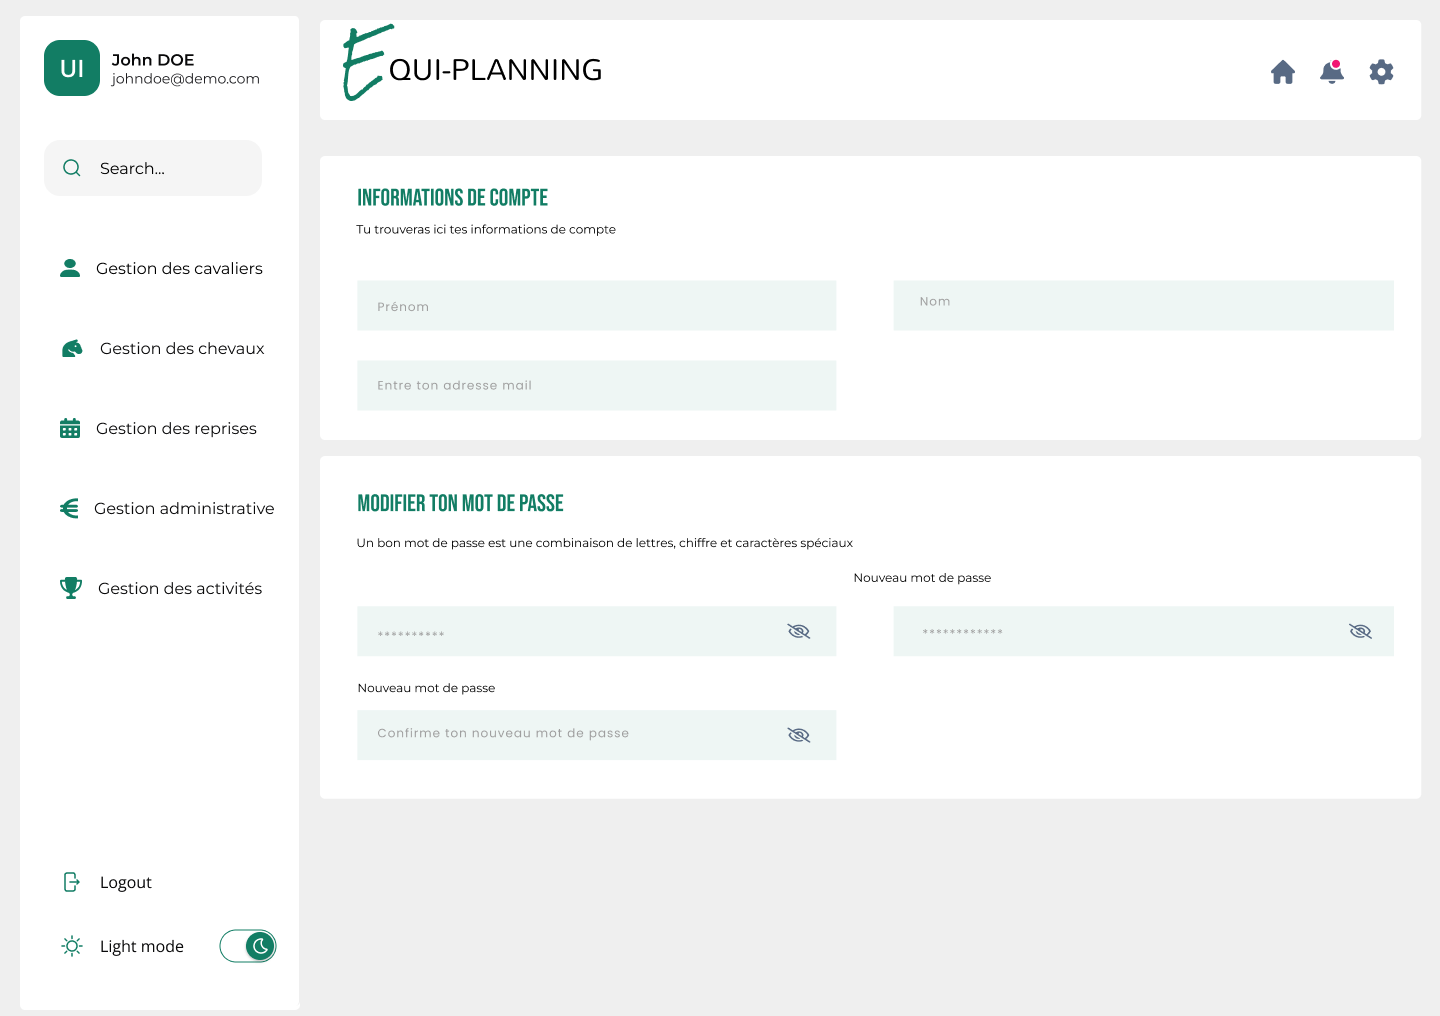 UI
John DOE
johndoe@demo.com
Search...
Gestion des cavaliers
Gestion des chevaux
Gestion des reprises
Gestion administrative
Gestion des activités
Logout
Light mode
EQUI-PLANNING
INFORMATIONS DE COMPTE
Tu trouveras ici tes informations de compte
Prénom
Nom
Entre ton adresse mail
MODIFIER TON MOT DE PASSE
Un bon mot de passe est une combinaison de lettres, chiffre et caractères spéciaux
Nouveau mot de passe
**********
************
Nouveau mot de passe
Confirme ton nouveau mot de passe